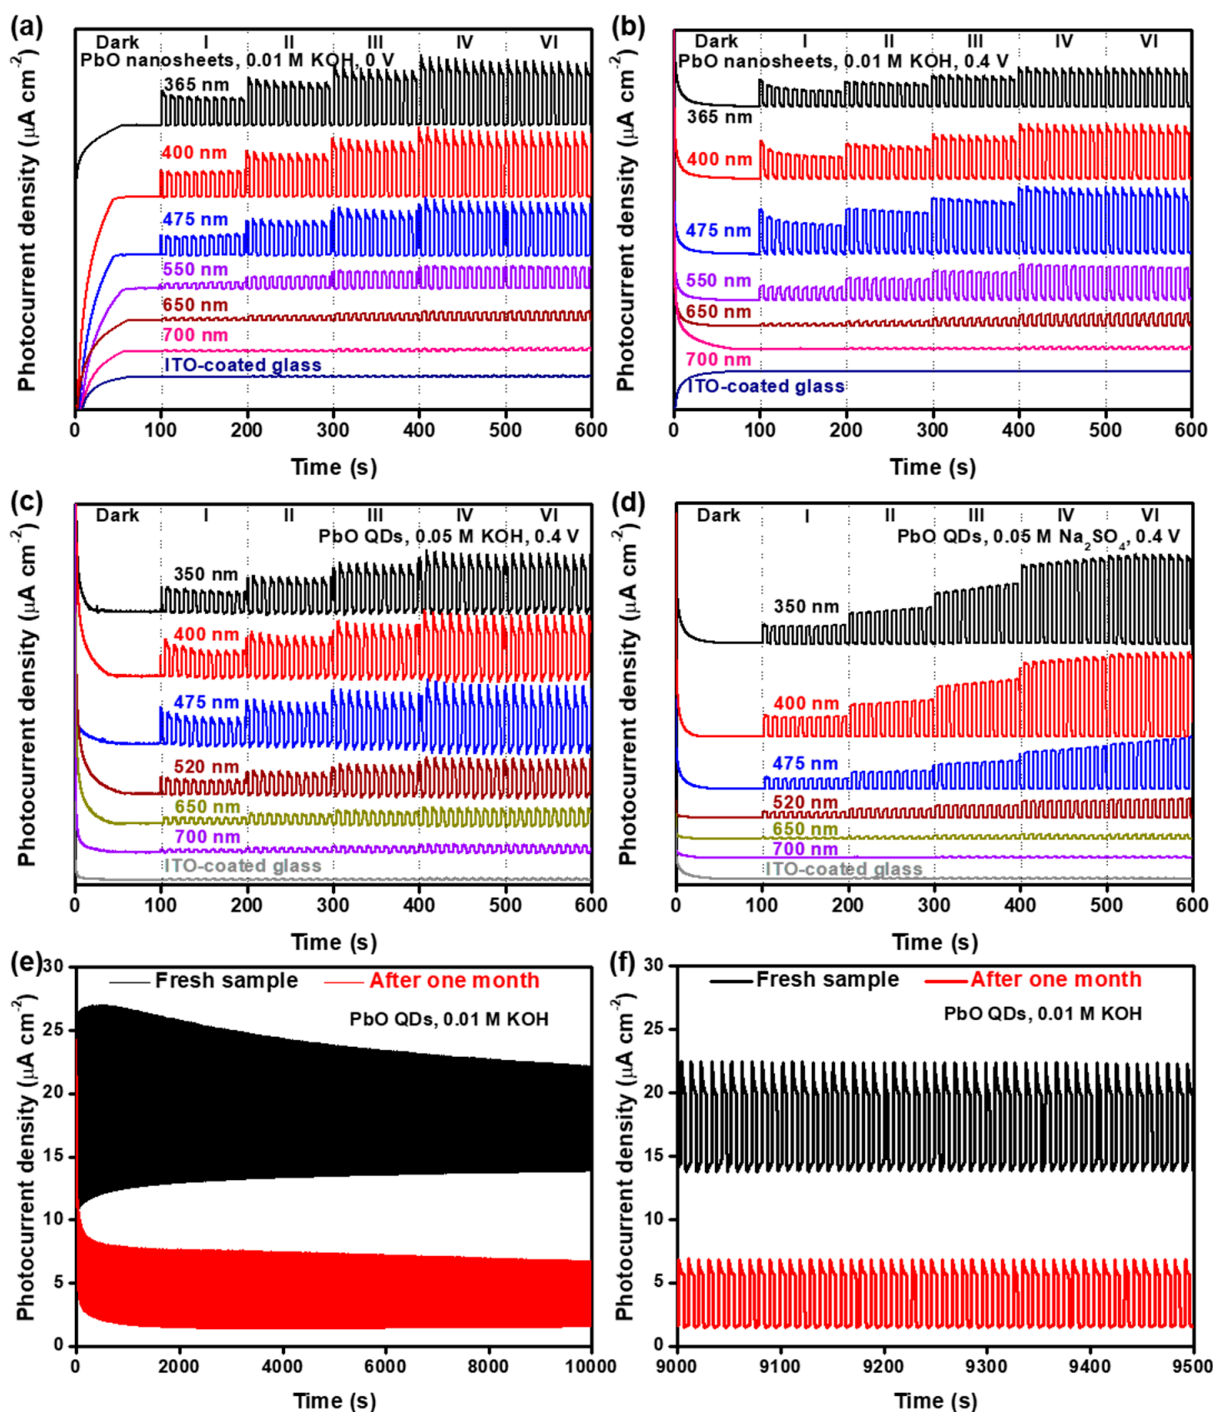 (a)
Dark I II III IV VI
PbO nanosheets, 0.01 M KOH, 0 V
365 nm
400 nm
475 nm
550 nm
650 nm
700 nm
ITO-coated glass
Photocurrent density (μA cm⁻²)
0 100 200 300 400 500 600
Time (s)
(b)
Dark I II III IV VI
PbO nanosheets, 0.01 M KOH, 0.4 V
365 nm
400 nm
475 nm
550 nm
650 nm
700 nm
ITO-coated glass
Photocurrent density (μA cm⁻²)
0 100 200 300 400 500 600
Time (s)
(c)
Dark I II III IV VI
PbO QDs, 0.05 M KOH, 0.4 V
350 nm
400 nm
475 nm
520 nm
650 nm
700 nm
ITO-coated glass
Photocurrent density (μA cm⁻²)
0 100 200 300 400 500 600
Time (s)
(d)
Dark I II III IV VI
PbO QDs, 0.05 M Na₂SO₄, 0.4 V
350 nm
400 nm
475 nm
520 nm
650 nm
700 nm
ITO-coated glass
Photocurrent density (μA cm⁻²)
0 100 200 300 400 500 600
Time (s)
(e)
Fresh sample After one month
PbO QDs, 0.01 M KOH
Photocurrent density (μA cm⁻²)
30
25
20
15
10
5
0
0 2000 4000 6000 8000 10000
Time (s)
(f)
Fresh sample After one month
PbO QDs, 0.01 M KOH
Photocurrent density (μA cm⁻²)
30
25
20
15
10
5
0
9000 9100 9200 9300 9400 9500
Time (s)